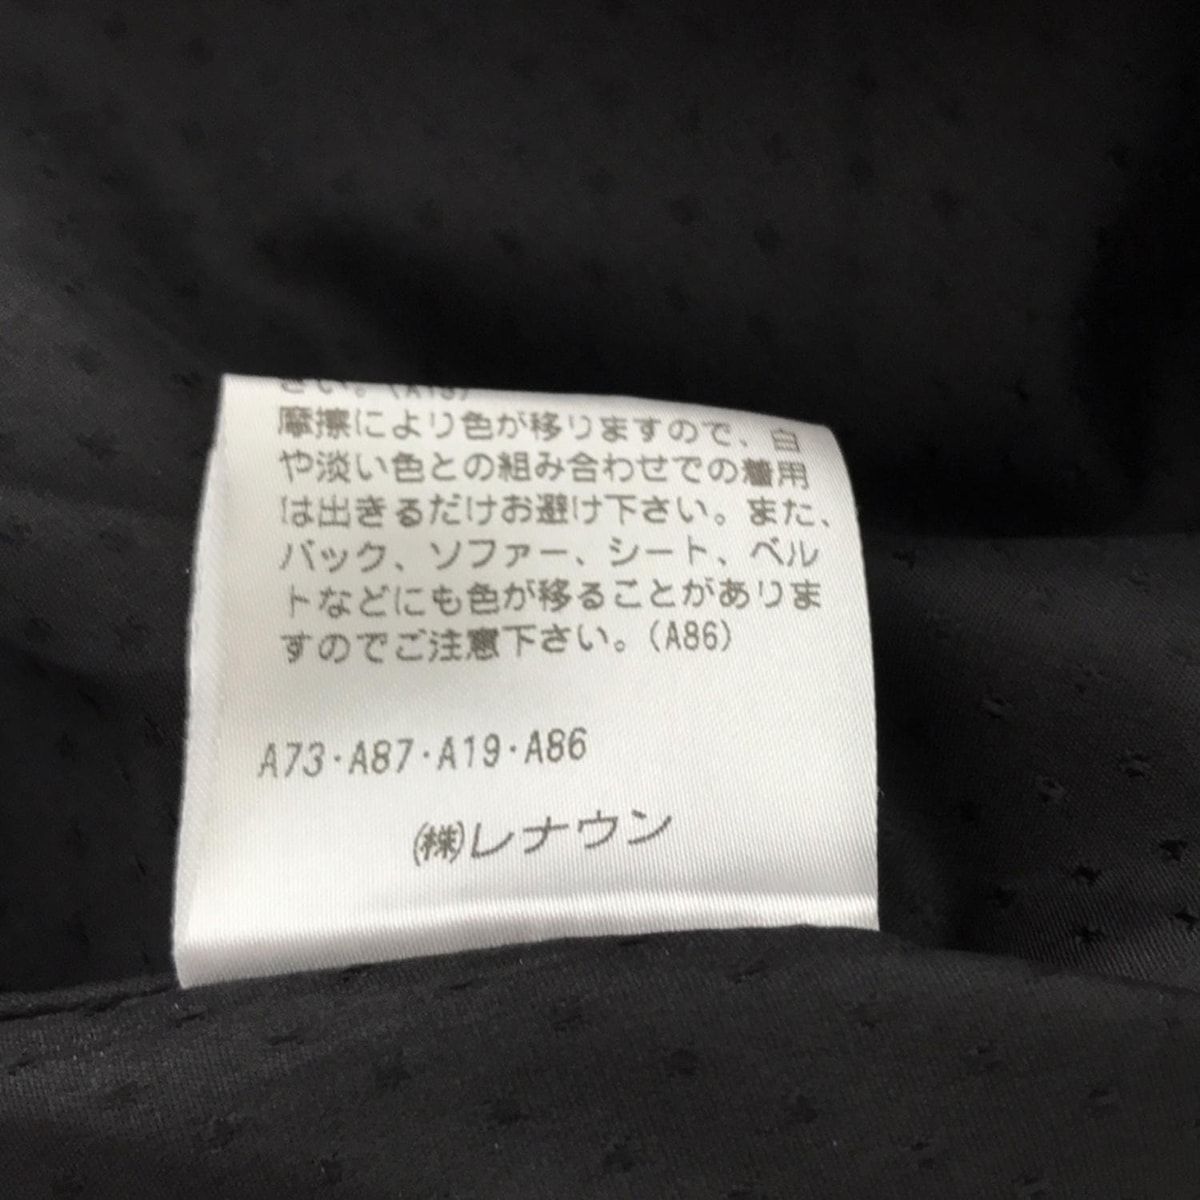 さい。(A19)
摩擦により色が移りますので、白
や淡い色との組み合わせでの着用
は出きるだけお避け下さい。また、
バック、ソファー、シート、ベル
トなどにも色が移ることがありま
すのでご注意下さい。(A86)
A73・A87・A19・A86
㈱レナウン